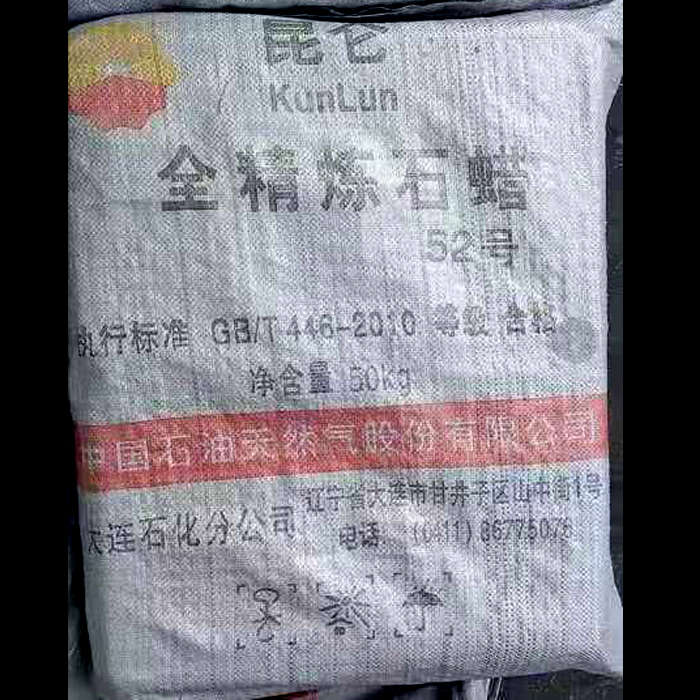 昆仑
KunLun
全精炼石蜡
52号
执行标准 GB/T 446-2010 等级 合格
净含量 50kg
中国石油天然气股份有限公司
大连石化分公司
辽宁省大连市甘井子区山中街1号
电话: (0411) 86775078